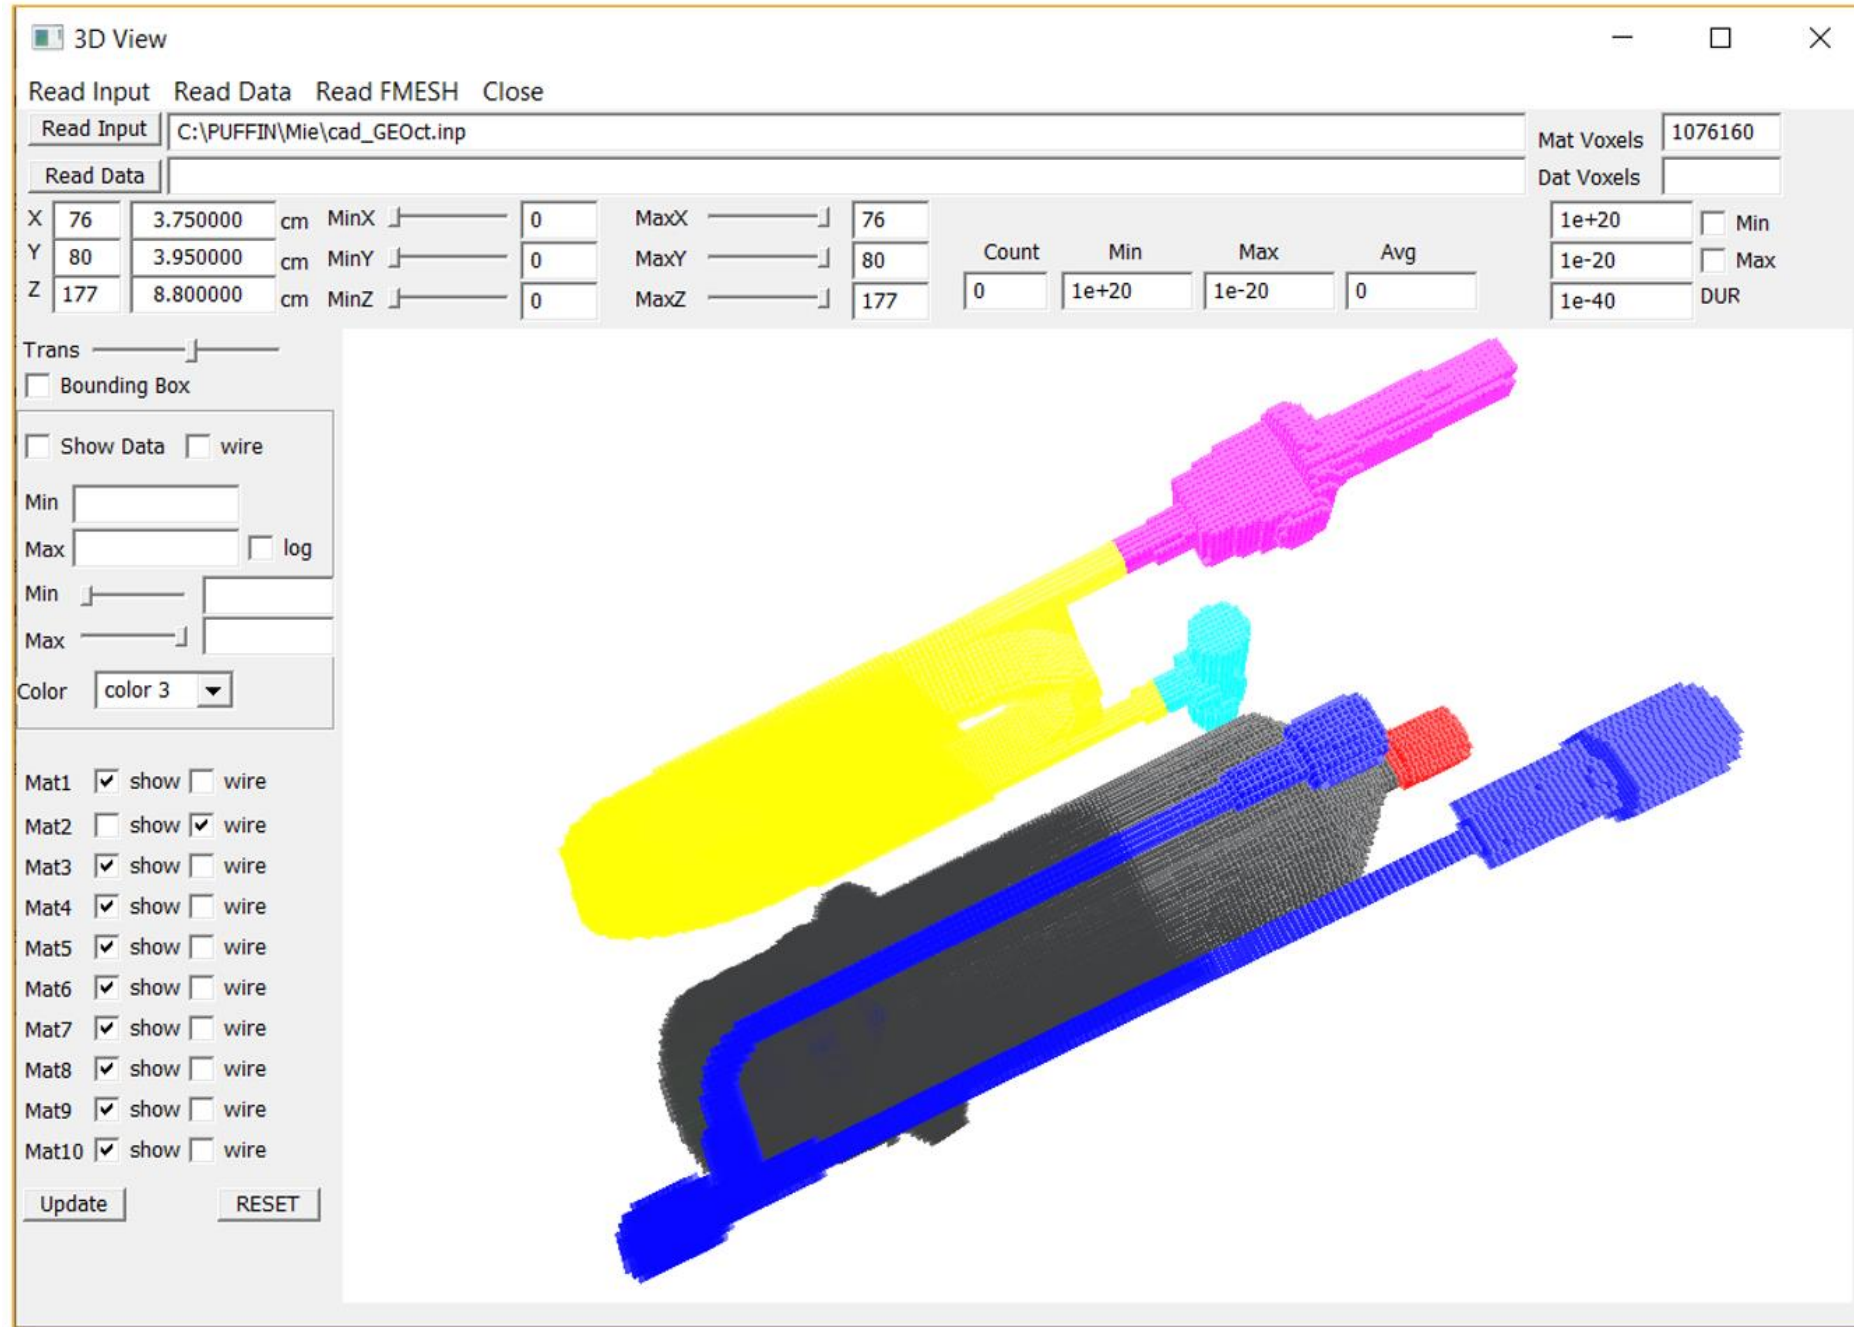 3D View
Read Input Read Data Read FMESH Close
Read Input C:\PUFFIN\Mie\cad_GEOct.inp Mat Voxels 1076160
Read Data Dat Voxels
X 76 3.750000 cm MinX 0 MaxX 76 1e+20 Min
Y 80 3.950000 cm MinY 0 MaxY 80 Count Min Max Avg 1e-20 Max
Z 177 8.800000 cm MinZ 0 MaxZ 177 0 1e+20 1e-20 0 1e-40 DUR
Trans
Bounding Box
Show Data wire
Min
Max log
Min
Max
Color color 3
Mat1 show wire
Mat2 show wire
Mat3 show wire
Mat4 show wire
Mat5 show wire
Mat6 show wire
Mat7 show wire
Mat8 show wire
Mat9 show wire
Mat10 show wire
Update RESET